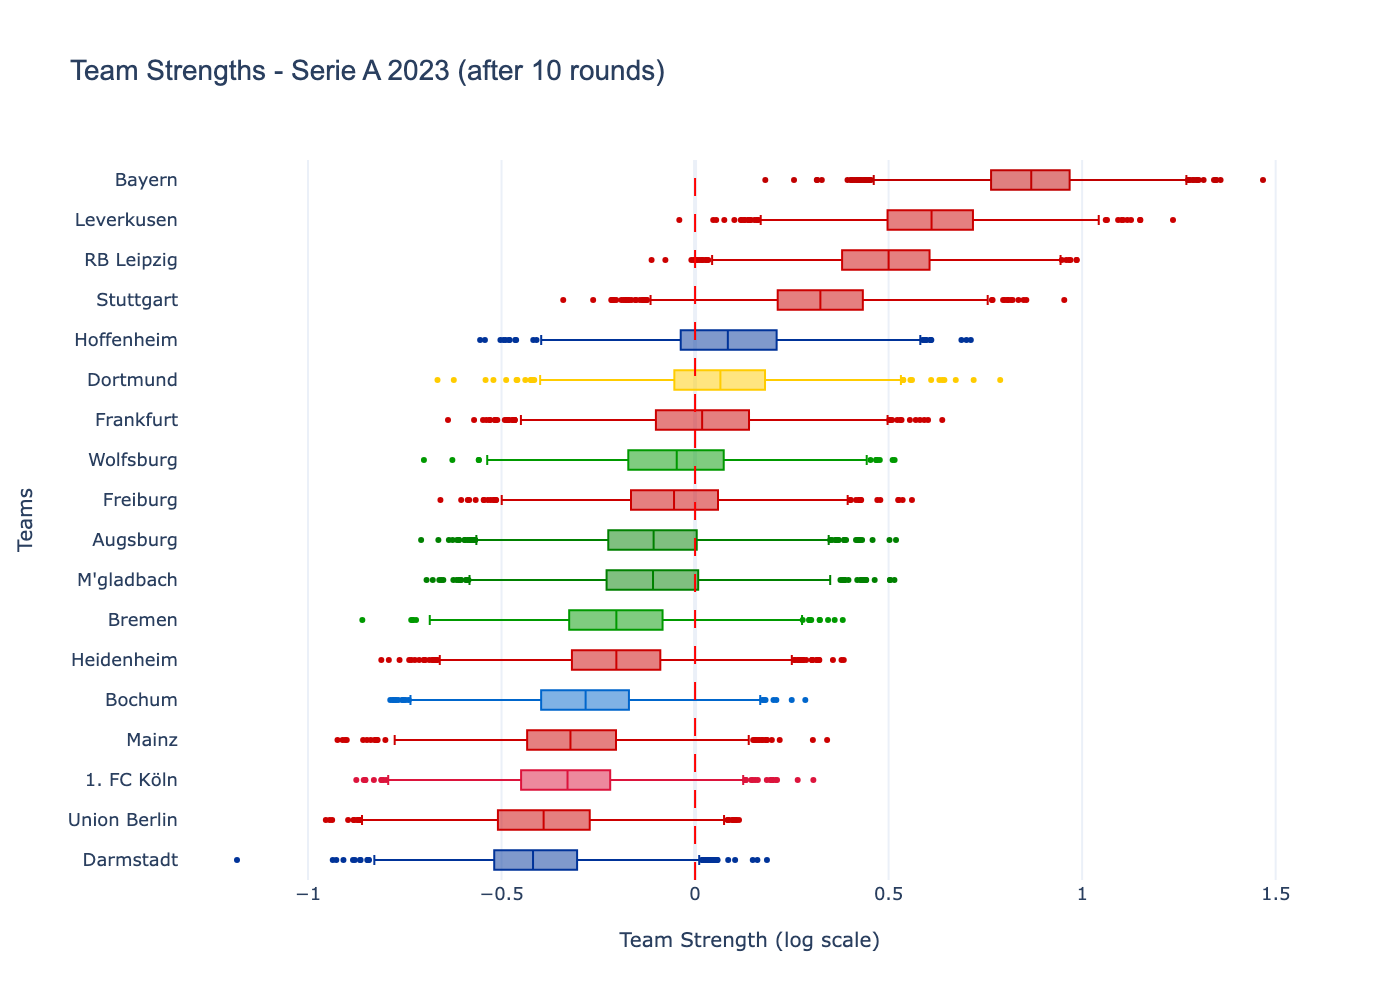 Team Strengths - Serie A 2023 (after 10 rounds)
Teams
Bayern
Leverkusen
RB Leipzig
Stuttgart
Hoffenheim
Dortmund
Frankfurt
Wolfsburg
Freiburg
Augsburg
M'gladbach
Bremen
Heidenheim
Bochum
Mainz
1. FC Köln
Union Berlin
Darmstadt
−1 −0.5 0 0.5 1 1.5
Team Strength (log scale)